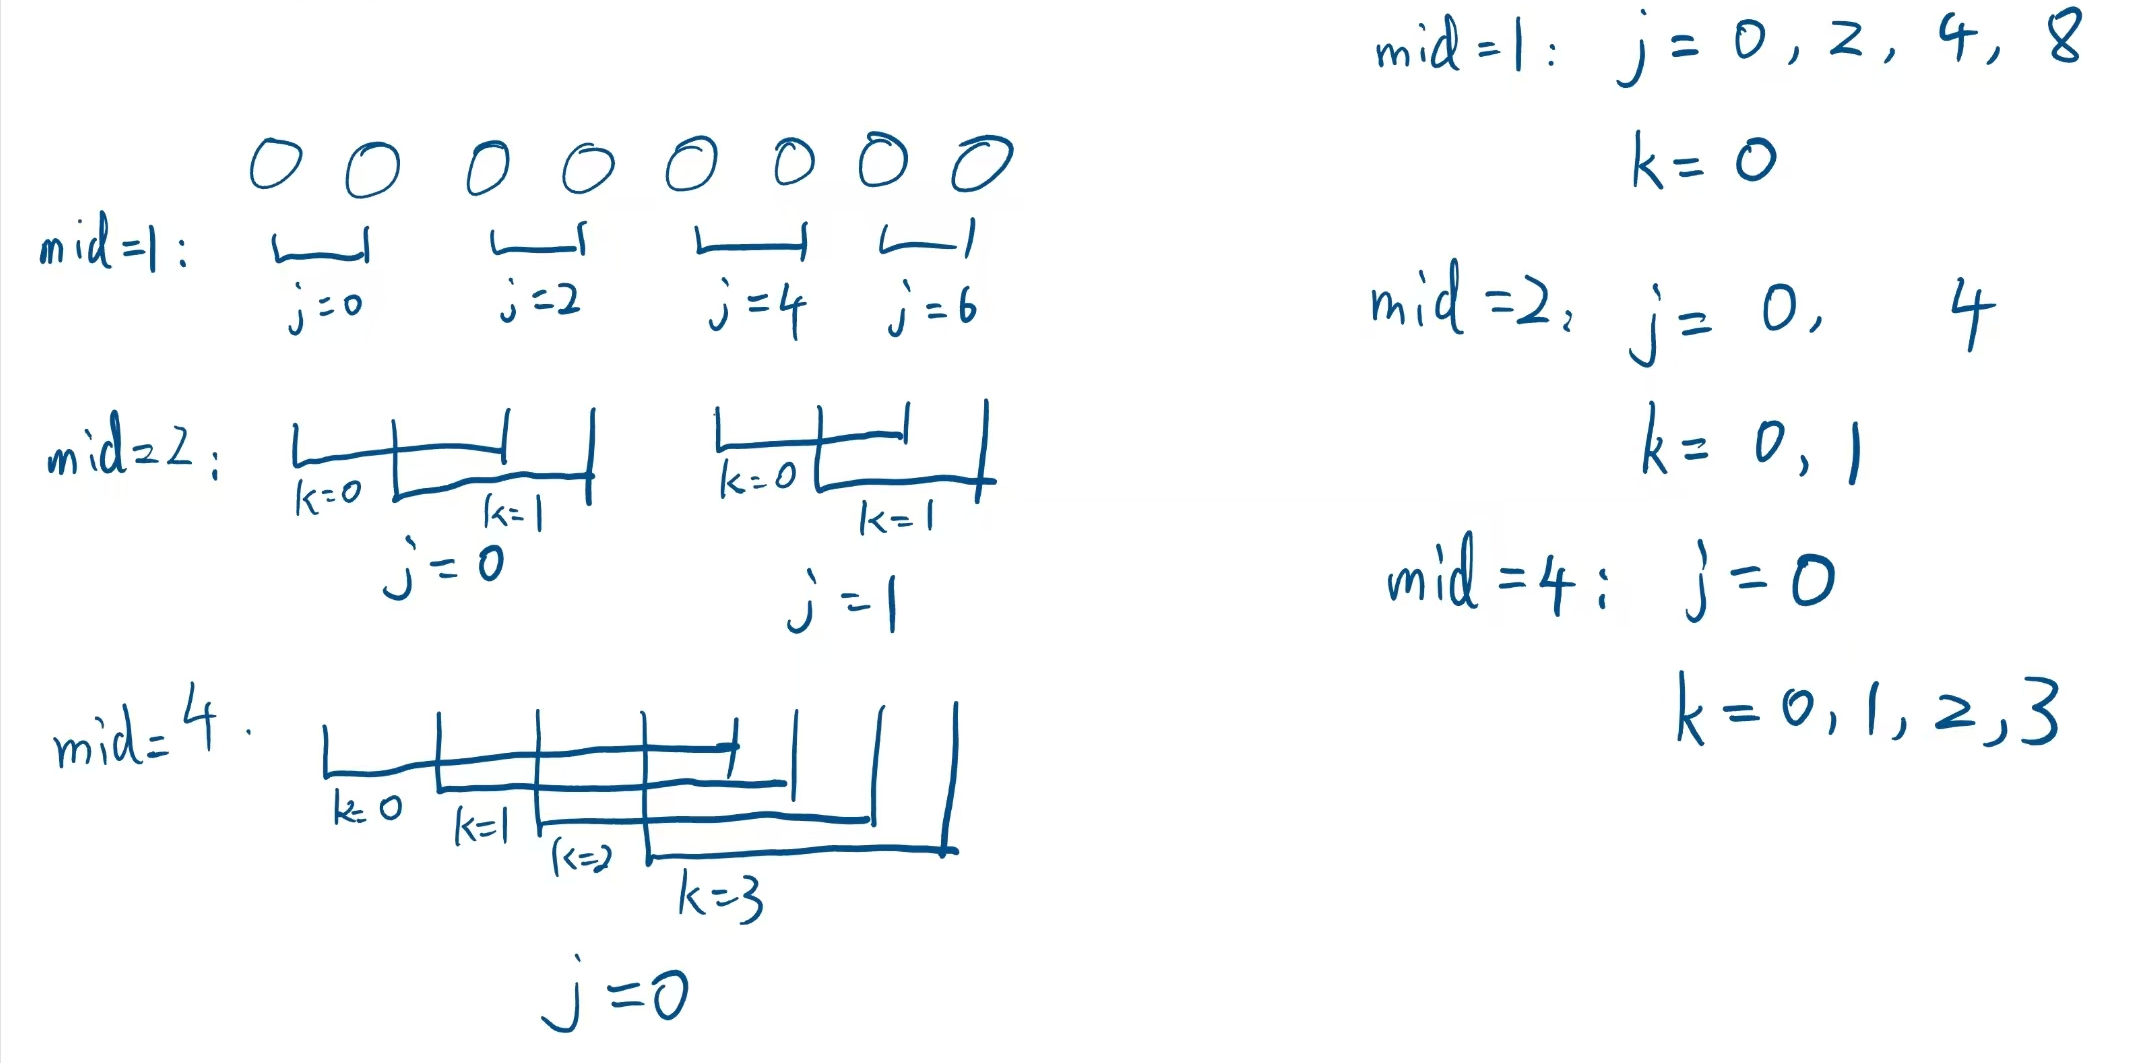 mid=1:
j=0 j=2 j=4 j=6
mid=2:
k=0 k=1 k=0 k=1
j=0 j=1
mid=4.
k=0 k=1 k=2 k=3
j=0
mid=1: j=0, 2, 4, 8
k=0
mid=2: j=0, 4
k=0, 1
mid=4: j=0
k=0, 1, 2, 3